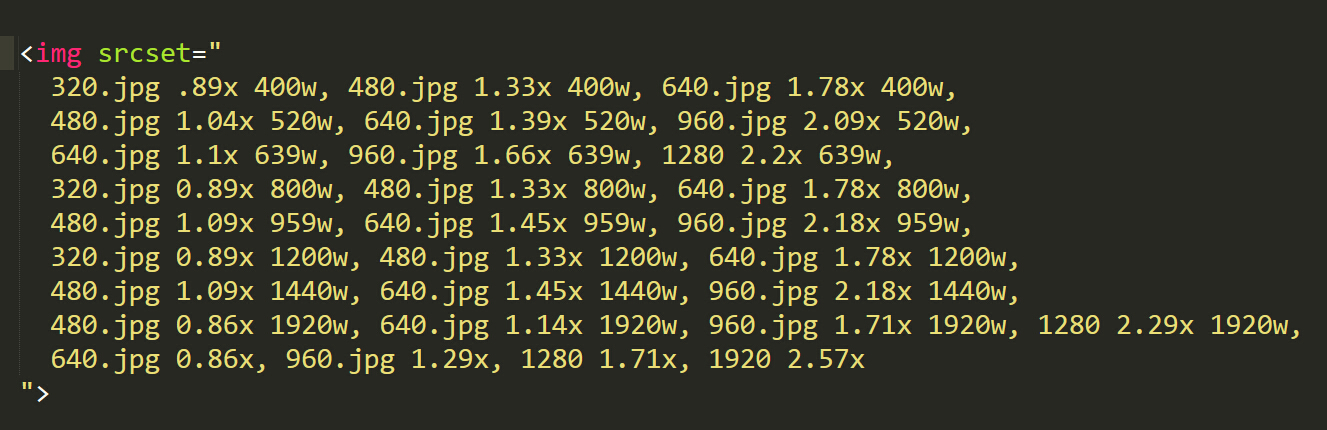 <img srcset="
320.jpg .89x 400w, 480.jpg 1.33x 400w, 640.jpg 1.78x 400w,
480.jpg 1.04x 520w, 640.jpg 1.39x 520w, 960.jpg 2.09x 520w,
640.jpg 1.1x 639w, 960.jpg 1.66x 639w, 1280 2.2x 639w,
320.jpg 0.89x 800w, 480.jpg 1.33x 800w, 640.jpg 1.78x 800w,
480.jpg 1.09x 959w, 640.jpg 1.45x 959w, 960.jpg 2.18x 959w,
320.jpg 0.89x 1200w, 480.jpg 1.33x 1200w, 640.jpg 1.78x 1200w,
480.jpg 1.09x 1440w, 640.jpg 1.45x 1440w, 960.jpg 2.18x 1440w,
480.jpg 0.86x 1920w, 640.jpg 1.14x 1920w, 960.jpg 1.71x 1920w, 1280 2.29x 1920w,
640.jpg 0.86x, 960.jpg 1.29x, 1280 1.71x, 1920 2.57x
">